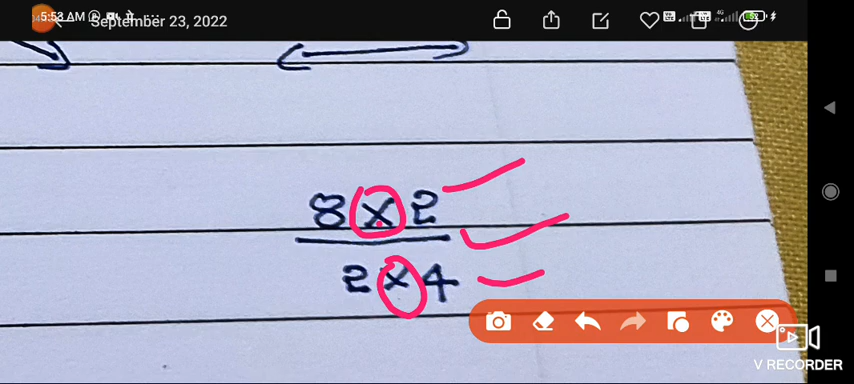 5:53 AM
September 23, 2022
8 x 2
2 x 4
V RECORDER